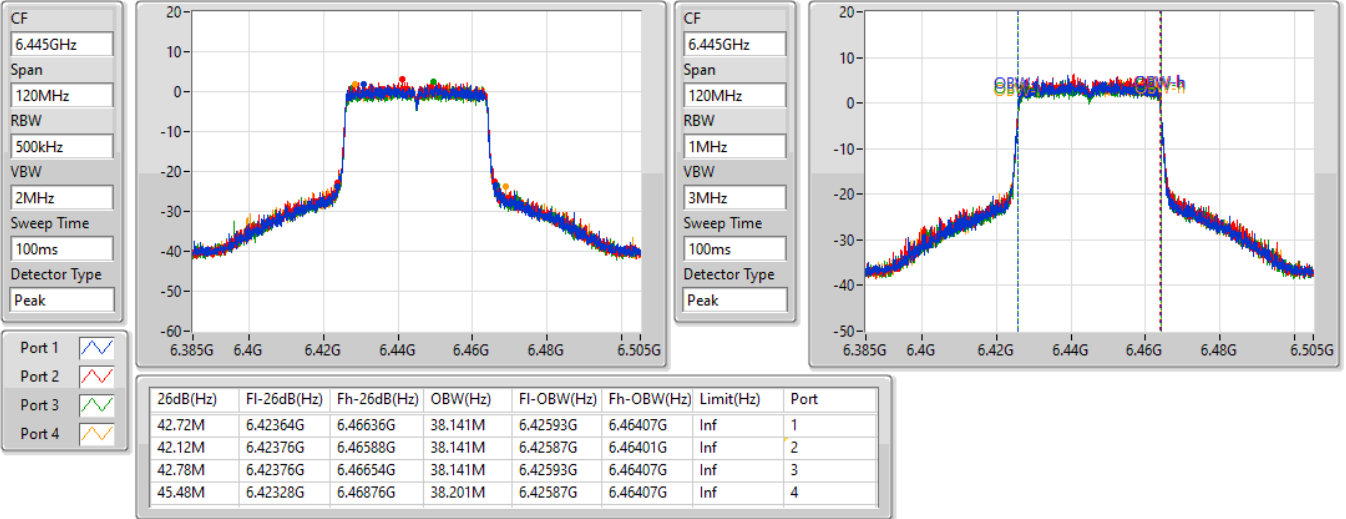 CF
6.445GHz
Span
120MHz
RBW
500kHz
VBW
2MHz
Sweep Time
100ms
Detector Type
Peak
20
10
0
-10
-20
-30
-40
-50
-60
6.385G 6.4G 6.42G 6.44G 6.46G 6.48G 6.505G
CF
6.445GHz
Span
120MHz
RBW
1MHz
VBW
3MHz
Sweep Time
100ms
Detector Type
Peak
20
10
0
-10
-20
-30
-40
-50
OBW-h
6.385G 6.4G 6.42G 6.44G 6.46G 6.48G 6.505G
Port 1
Port 2
Port 3
Port 4
26dB(Hz) Fl-26dB(Hz) Fh-26dB(Hz) OBW(Hz) Fl-OBW(Hz) Fh-OBW(Hz) Limit(Hz) Port
42.72M 6.42364G 6.46636G 38.141M 6.42593G 6.46407G Inf 1
42.12M 6.42376G 6.46588G 38.141M 6.42587G 6.46401G Inf 2
42.78M 6.42376G 6.46654G 38.141M 6.42593G 6.46407G Inf 3
45.48M 6.42328G 6.46876G 38.201M 6.42587G 6.46407G Inf 4